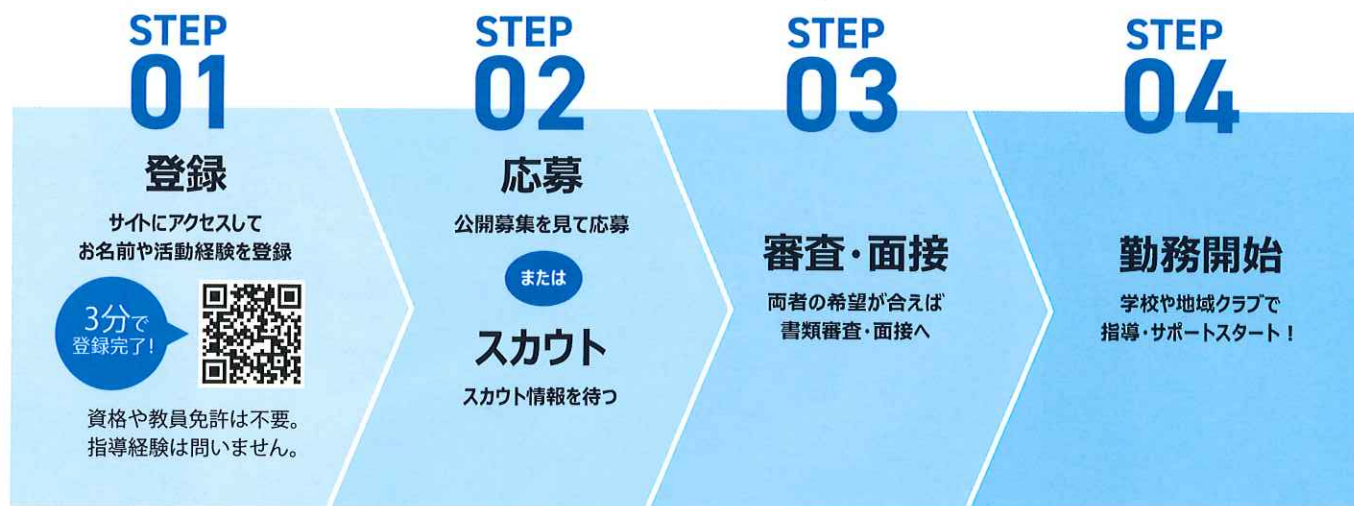 STEP
01
登録
サイトにアクセスして
お名前や活動経験を登録
3分で
登録完了!
資格や教員免許は不要。
指導経験は問いません。
STEP
02
応募
公開募集を見て応募
または
スカウト
スカウト情報を待つ
STEP
03
審査・面接
両者の希望が合えば
書類審査・面接へ
STEP
04
勤務開始
学校や地域クラブで
指導・サポートスタート!